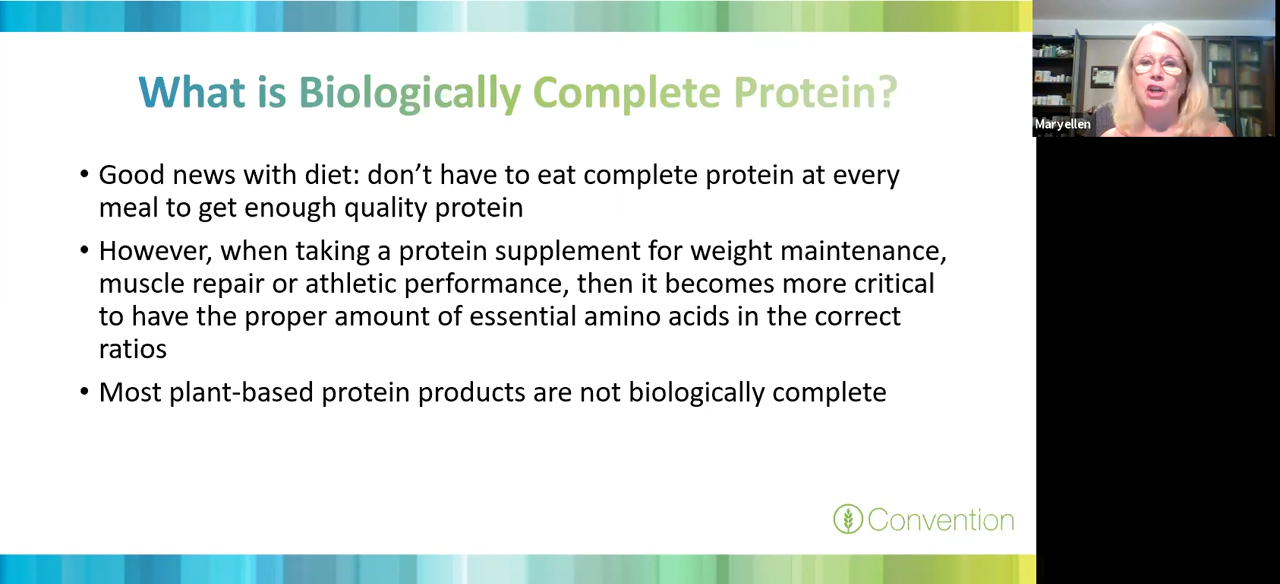 What is Biologically Complete Protein?
• Good news with diet: don’t have to eat complete protein at every
meal to get enough quality protein
• However, when taking a protein supplement for weight maintenance,
muscle repair or athletic performance, then it becomes more critical
to have the proper amount of essential amino acids in the correct
ratios
• Most plant-based protein products are not biologically complete
Convention
Maryellen